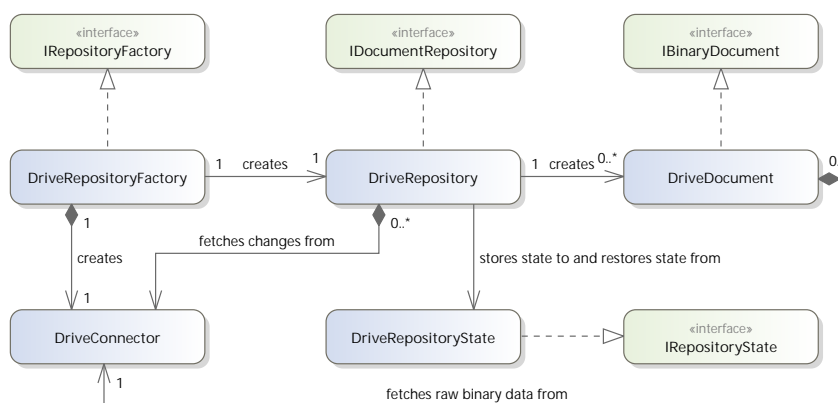 «interface»
IRepositoryFactory
«interface»
IDocumentRepository
«interface»
IBinaryDocument
DriveRepositoryFactory
1
creates
1
DriveRepository
1
creates
0..*
DriveDocument
0.
1
0..*
fetches changes from
creates
stores state to and restores state from
1
DriveConnector
DriveRepositoryState
«interface»
IRepositoryState
1
fetches raw binary data from